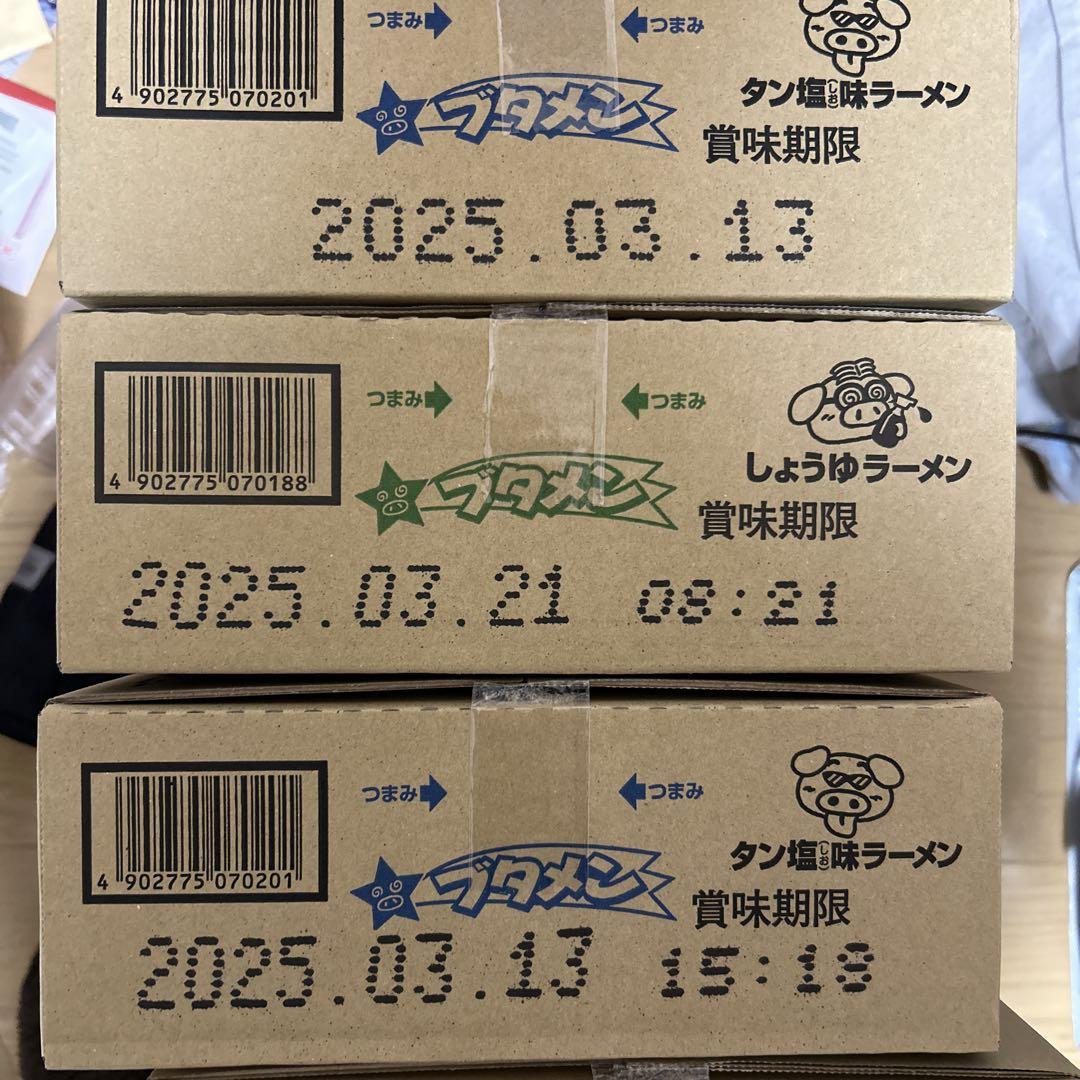 つまみ つまみ
4 902775 070201
ブタメン
タン塩(しお)味ラーメン
賞味期限
2025.03.13
つまみ つまみ
4 902775 070188
ブタメン
しょうゆラーメン
賞味期限
2025.03.21 08:21
つまみ つまみ
4 902775 070201
ブタメン
タン塩(しお)味ラーメン
賞味期限
2025.03.13 15:18